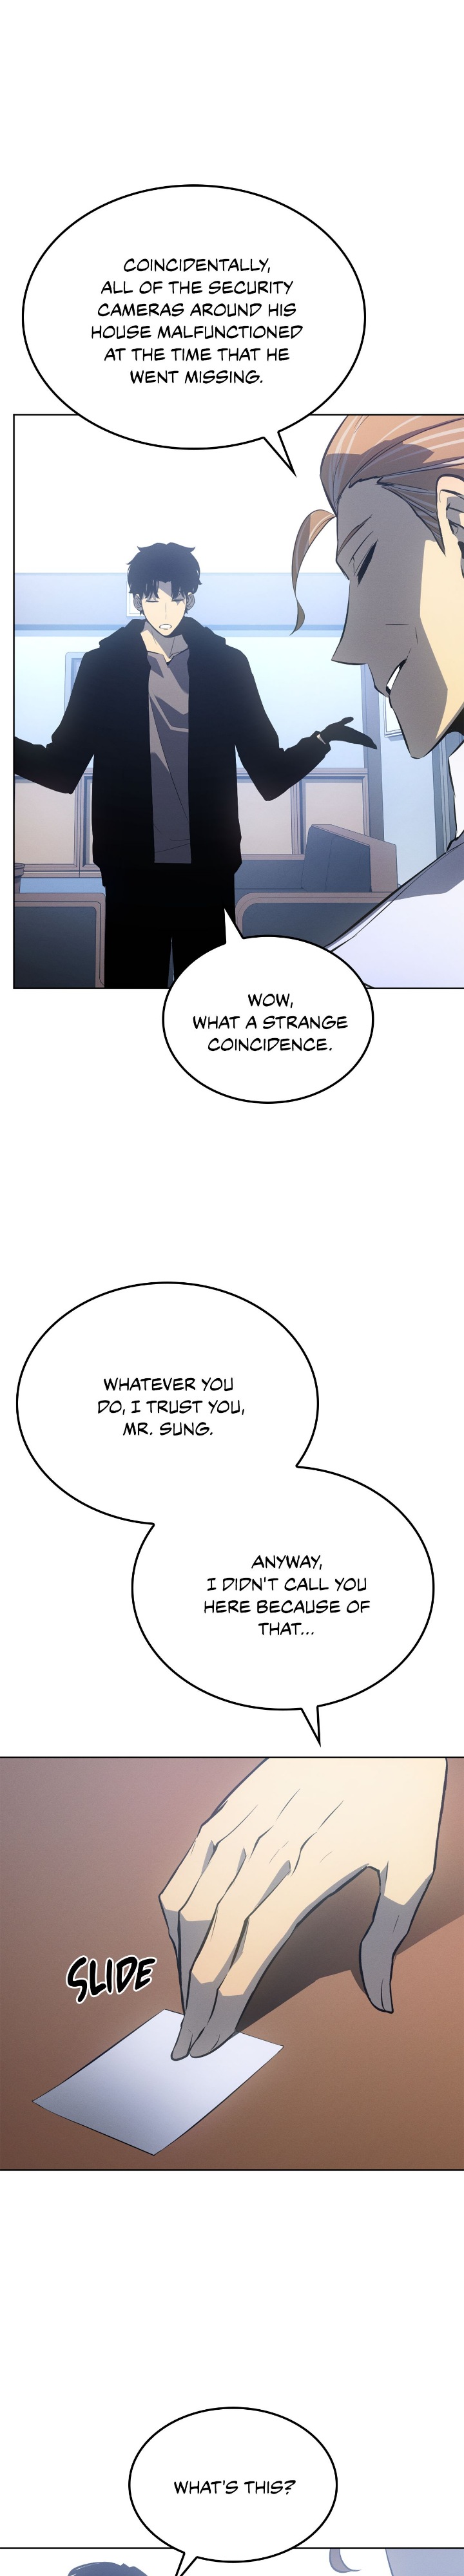 COINCIDENTALLY,
ALL OF THE SECURITY
CAMERAS AROUND HIS
HOUSE MALFUNCTIONED
AT THE TIME THAT HE
WENT MISSING.
WOW,
WHAT A STRANGE
COINCIDENCE.
WHATEVER YOU
DO, I TRUST YOU,
MR. SUNG.
ANYWAY,
I DIDN'T CALL YOU
HERE BECAUSE OF
THAT...
SLIDE
WHAT'S THIS?